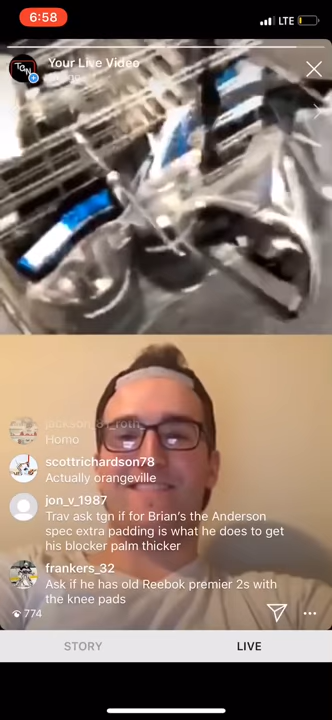 6:58
LTE
TGN
Your Live Video
jackson_81_roth_
Homo
scottrichardson78
Actually orangeville
jon_v_1987
Trav ask tgn if for Brian's the Anderson
spec extra padding is what he does to get
his blocker palm thicker
frankers_32
Ask if he has old Reebok premier 2s with
the knee pads
774
STORY
LIVE